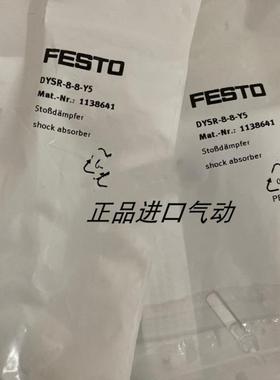 FESTO
DYSR-8-8-Y5
Mat.-Nr.: 1138641
Stoßdämpfer
shock absorber
FESTO
DYSR-8-8-Y5
Mat.-Nr.: 1138641
Stoßdämpfer
shock absorber
PE
正品进口气动